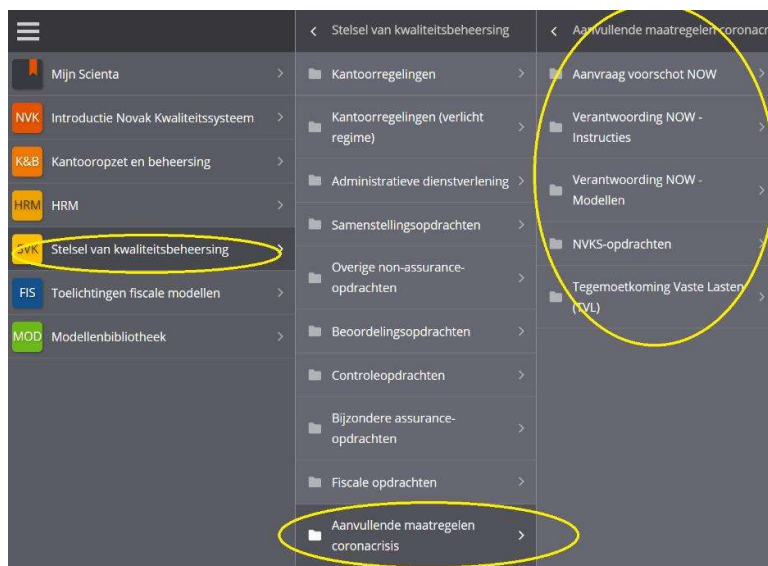 Mijn Scienta
NVK Introductie Novak Kwaliteitssysteem
K&B Kantooropzet en beheersing
HRM HRM
SVK Stelsel van kwaliteitsbeheersing
FIS Toelichtingen fiscale modellen
MOD Modellenbibliotheek
Stelsel van kwaliteitsbeheersing
Kantoorregelingen
Kantoorregelingen (verlicht
regime)
Administratieve dienstverlening
Samenstellingsopdrachten
Overige non-assurance-
opdrachten
Beoordelingsopdrachten
Controleopdrachten
Bijzondere assurance-
opdrachten
Fiscale opdrachten
Aanvullende maatregelen
coronacrisis
Aanvullende maatregelen coronacr
Aanvraag voorschot NOW
Verantwoording NOW -
Instructies
Verantwoording NOW -
Modellen
NVKS-opdrachten
Tegemoetkoming Vaste Lasten
(TVL)